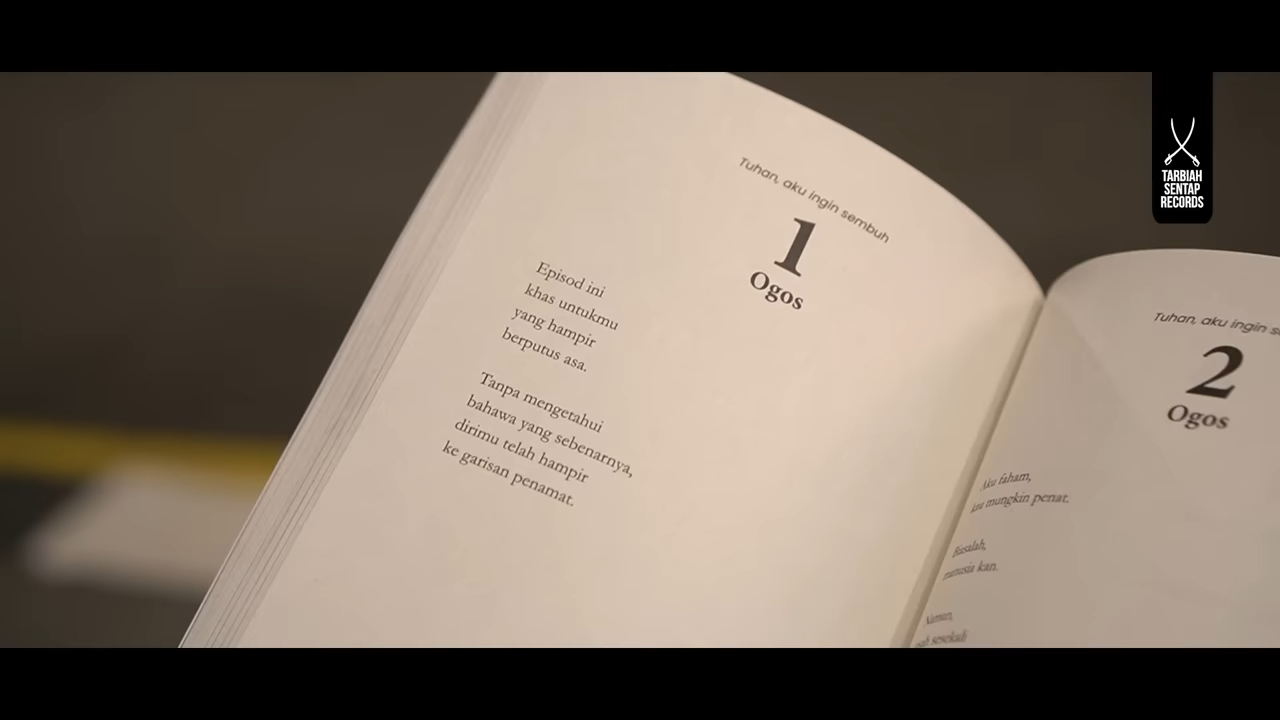 Tuhan, aku ingin sembuh
1
Ogos
Episod ini
khas untukmu
yang hampir
berputus asa.
Tanpa mengetahui
bahawa yang sebenarnya,
dirimu telah hampir
ke garisan penamat.
Tuhan, aku ingin
2
Ogos
Aku faham,
kau mungkin penat.
Biasalah,
manusia kan.
Namun,
sesekali
TARBIAH
SENTAP
RECORDS